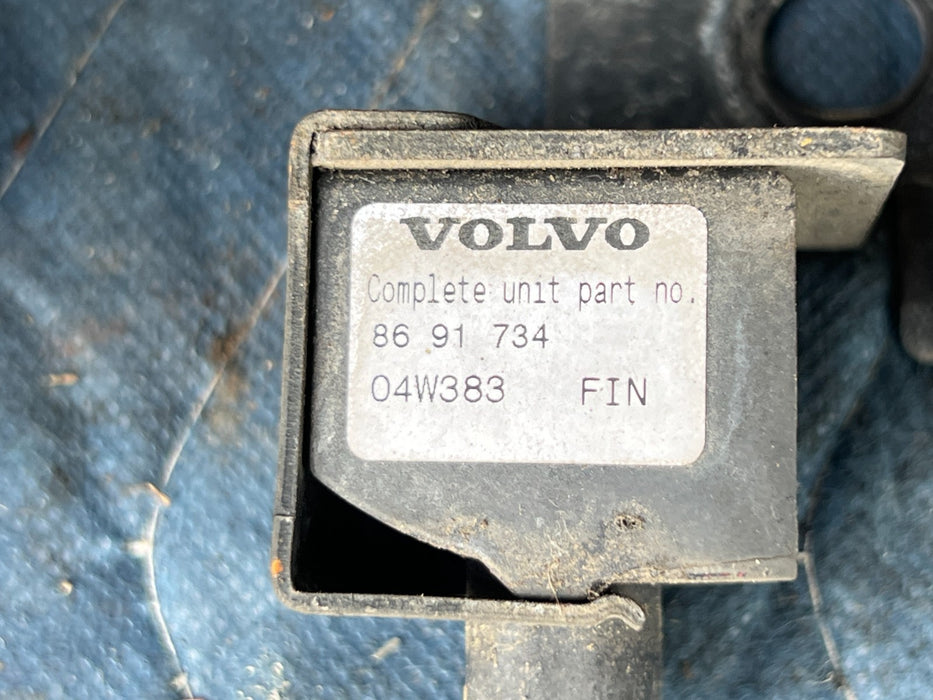 VOLVO
Complete unit part no.
86 91 734
04W383 FIN